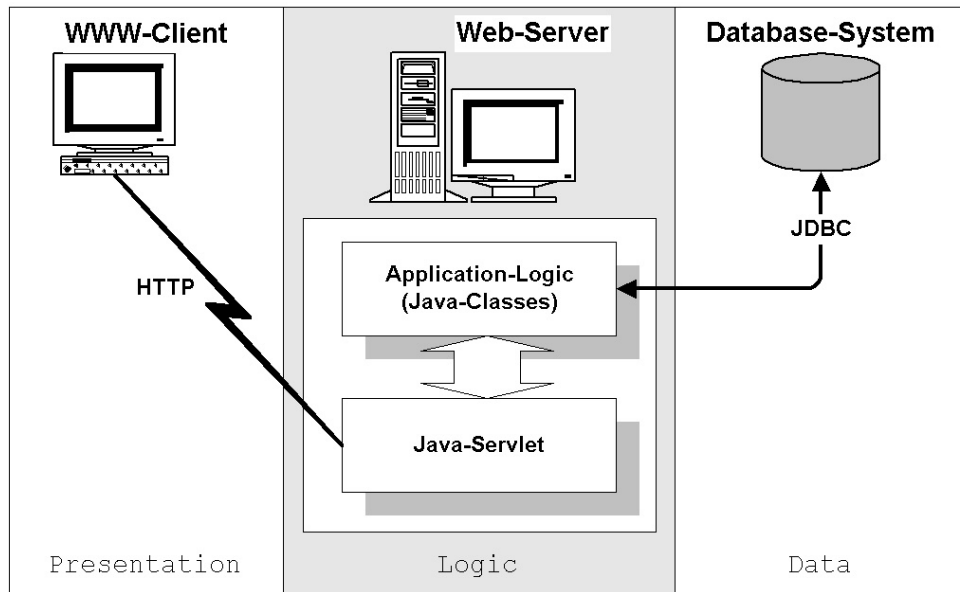 WWW-Client
Web-Server
Database-System
JDBC
HTTP
Application-Logic
(Java-Classes)
Java-Servlet
Presentation
Logic
Data